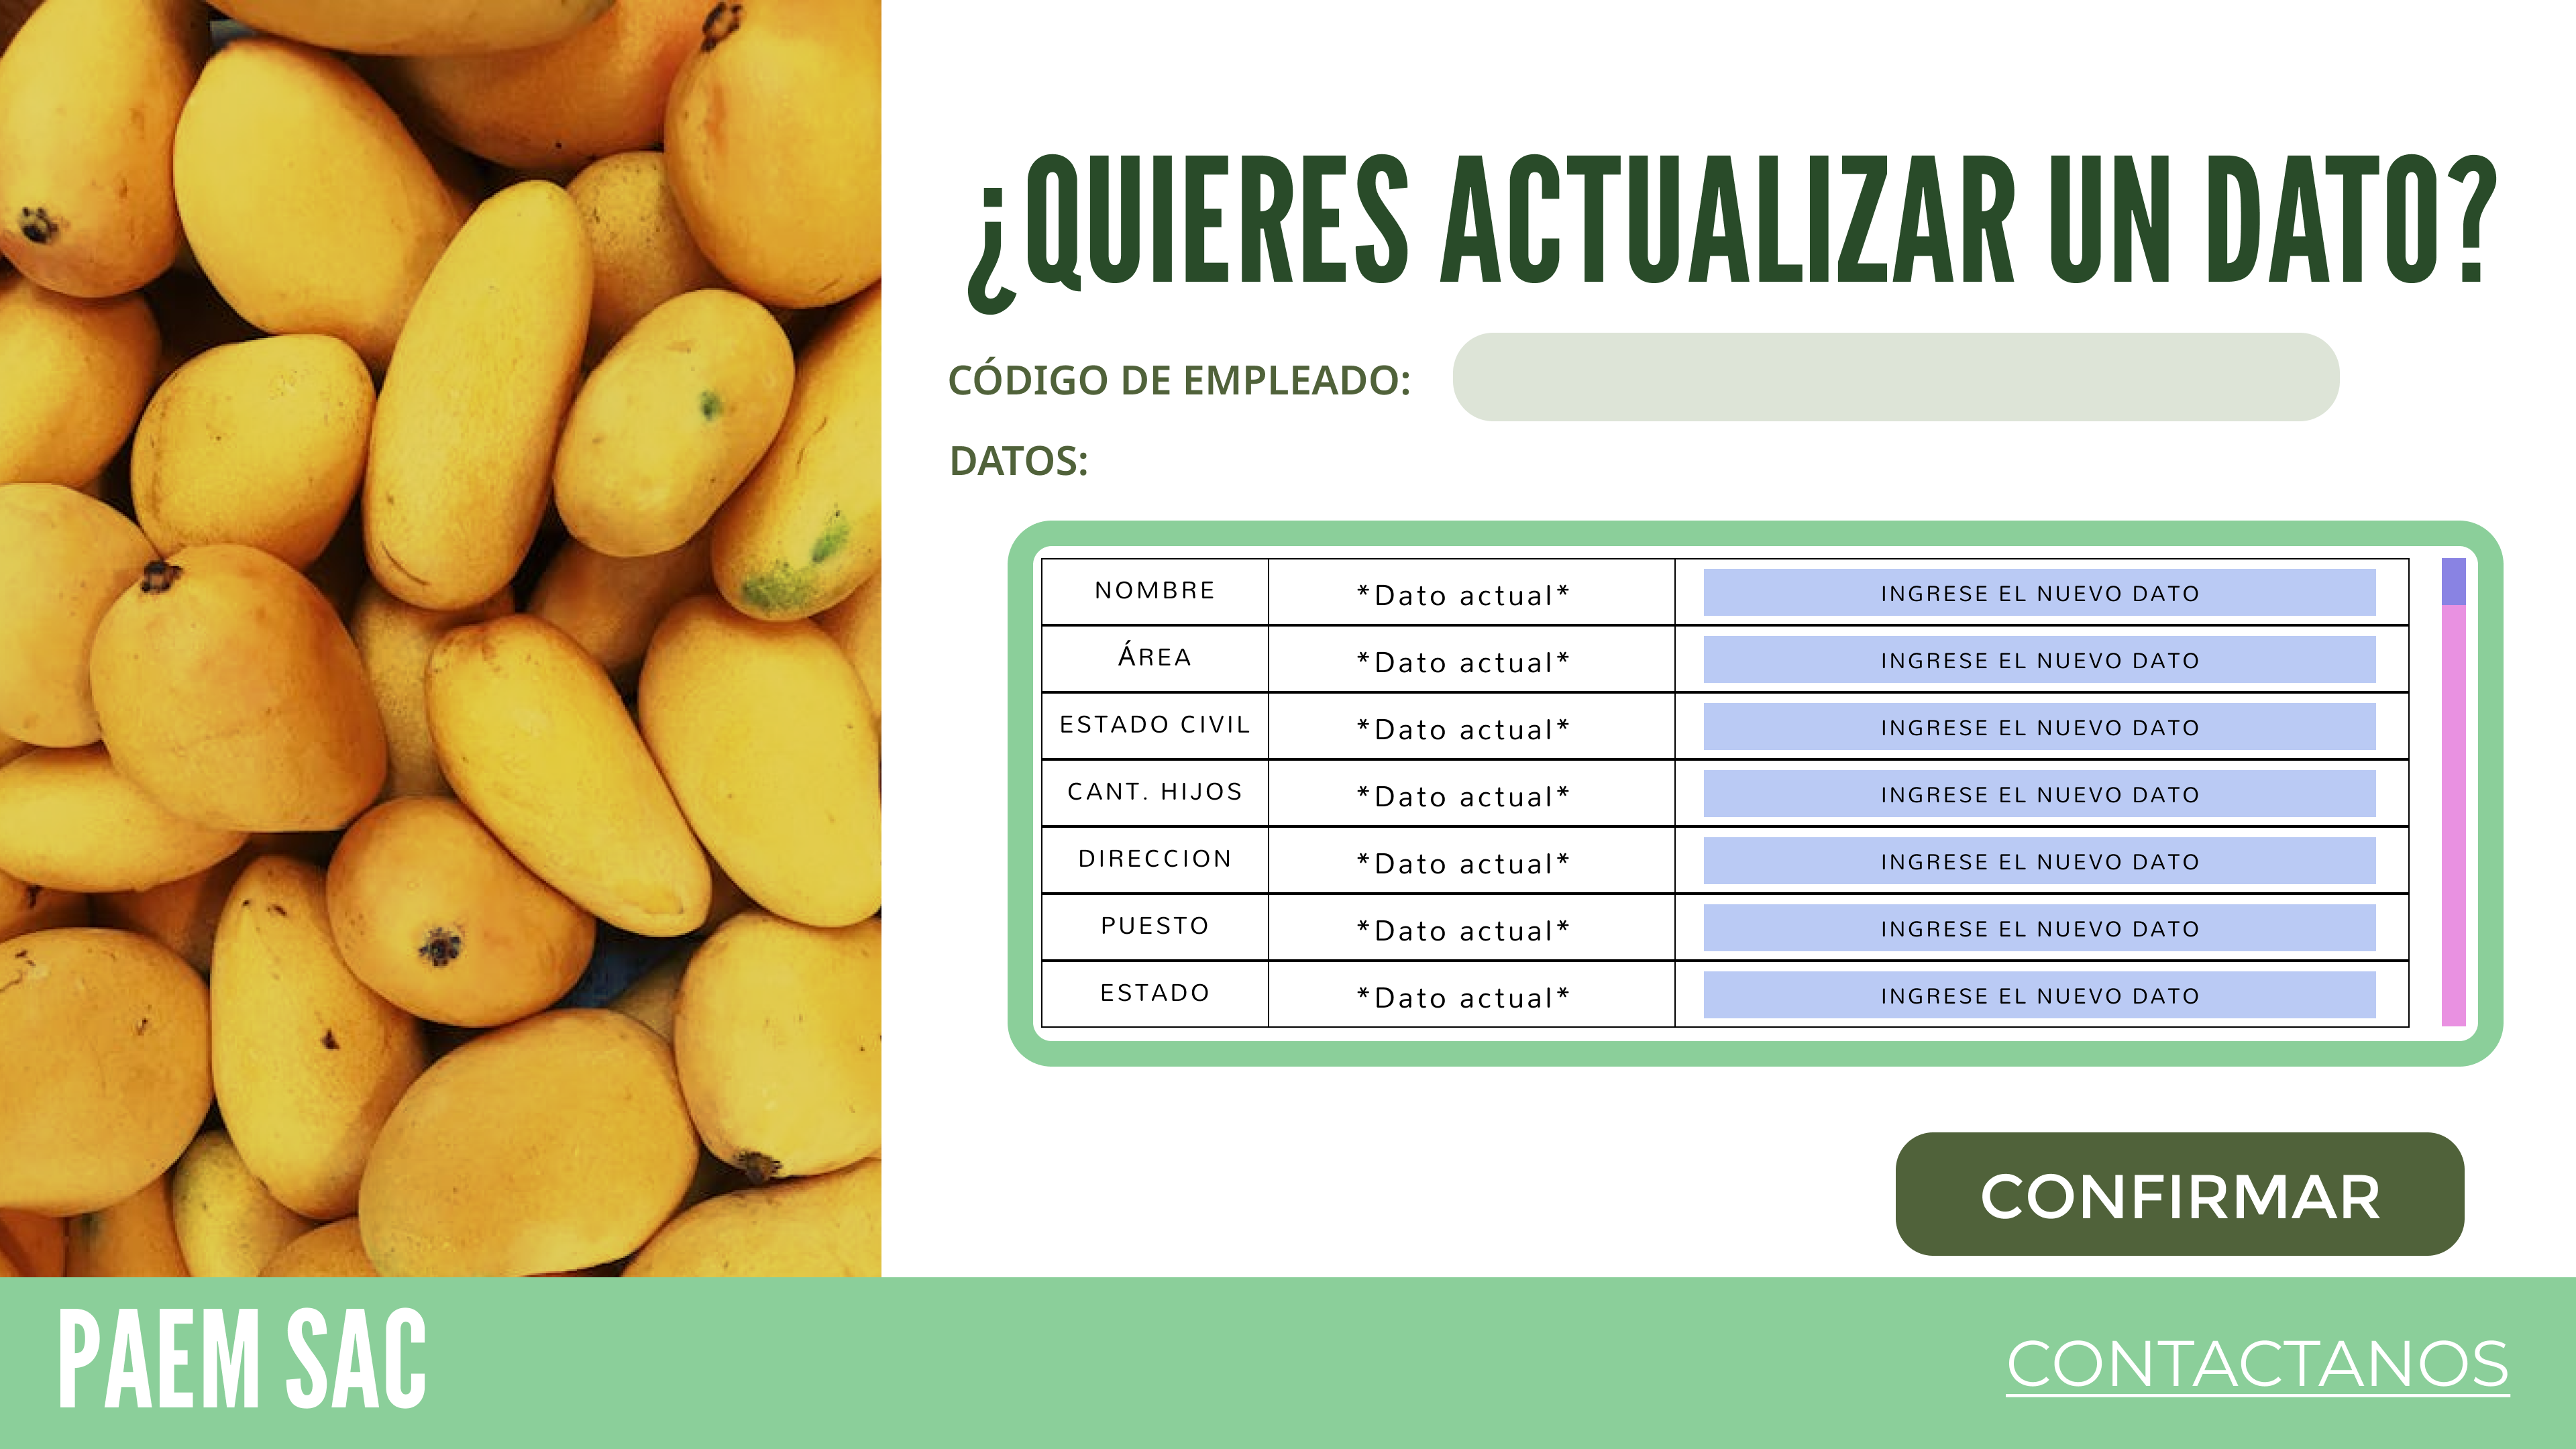 ¿QUIERES ACTUALIZAR UN DATO?
CÓDIGO DE EMPLEADO:
DATOS:
NOMBRE *Dato actual* INGRESE EL NUEVO DATO
ÁREA *Dato actual* INGRESE EL NUEVO DATO
ESTADO CIVIL *Dato actual* INGRESE EL NUEVO DATO
CANT. HIJOS *Dato actual* INGRESE EL NUEVO DATO
DIRECCION *Dato actual* INGRESE EL NUEVO DATO
PUESTO *Dato actual* INGRESE EL NUEVO DATO
ESTADO *Dato actual* INGRESE EL NUEVO DATO
CONFIRMAR
PAEM SAC
CONTACTANOS